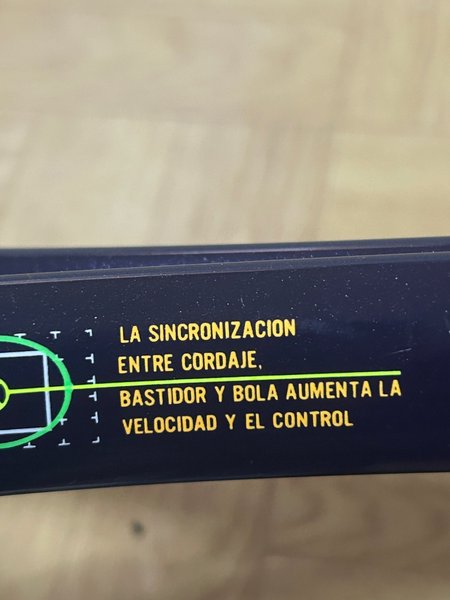 LA SINCRONIZACION
ENTRE CORDAJE,
BASTIDOR Y BOLA AUMENTA LA
VELOCIDAD Y EL CONTROL